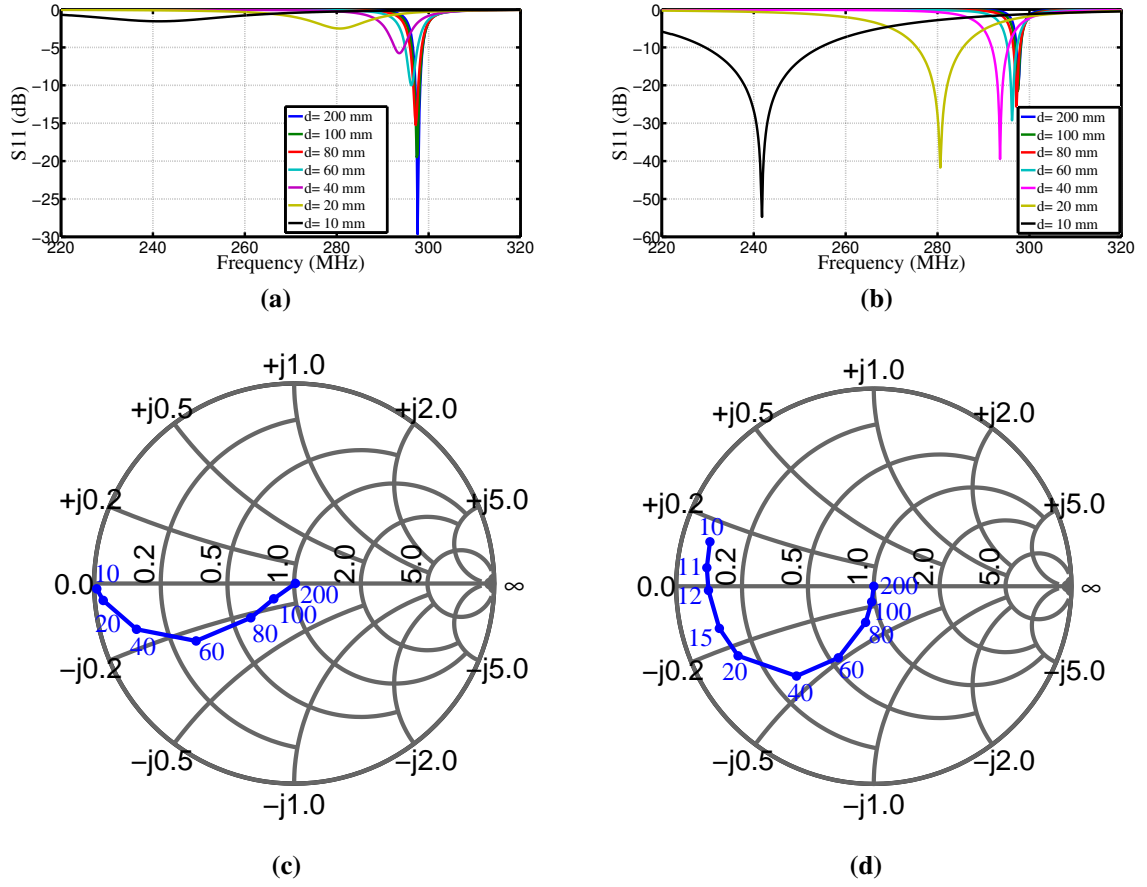 0
−5
−10
−15
−20
−25
−30
S11 (dB)
220 240 260 280 300 320
Frequency (MHz)
d= 200 mm
d= 100 mm
d= 80 mm
d= 60 mm
d= 40 mm
d= 20 mm
d= 10 mm
(a)
0
−10
−20
−30
−40
−50
−60
S11 (dB)
220 240 260 280 300 320
Frequency (MHz)
d= 200 mm
d= 100 mm
d= 80 mm
d= 60 mm
d= 40 mm
d= 20 mm
d= 10 mm
(b)
+j1.0
+j0.5
+j2.0
+j0.2
+j5.0
0.2
0.5
1.0
2.0
5.0
0.0
∞
10
20
40
60
80
100
200
−j0.2
−j5.0
−j0.5
−j2.0
−j1.0
(c)
+j1.0
+j0.5
+j2.0
+j0.2
+j5.0
0.2
0.5
1.0
2.0
5.0
0.0
∞
10
11
12
15
20
40
60
80
100
200
−j0.2
−j5.0
−j0.5
−j2.0
−j1.0
(d)